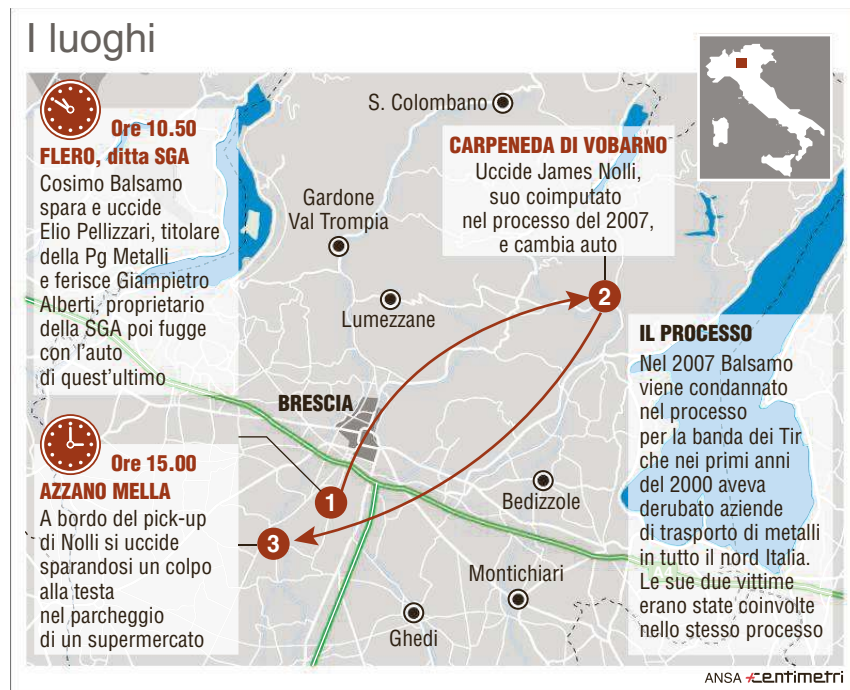 I luoghi
Ore 10.50
FLERO, ditta SGA
Cosimo Balsamo
spara e uccide
Elio Pellizzari, titolare
della Pg Metalli
e ferisce Giampietro
Alberti, proprietario
della SGA poi fugge
con l'auto
di quest'ultimo
Ore 15.00
AZZANO MELLA
A bordo del pick-up
di Nolli si uccide
sparandosi un colpo
alla testa
nel parcheggio
di un supermercato
S. Colombano
Gardone
Val Trompia
Lumezzane
BRESCIA
Bedizzole
Montichiari
Ghedi
1
2
3
CARPENEDA DI VOBARNO
Uccide James Nolli,
suo coimputato
nel processo del 2007,
e cambia auto
IL PROCESSO
Nel 2007 Balsamo
viene condannato
nel processo
per la banda dei Tir
che nei primi anni
del 2000 aveva
derubato aziende
di trasporto di metalli
in tutto il nord Italia.
Le sue due vittime
erano state coinvolte
nello stesso processo
ANSA centimetri